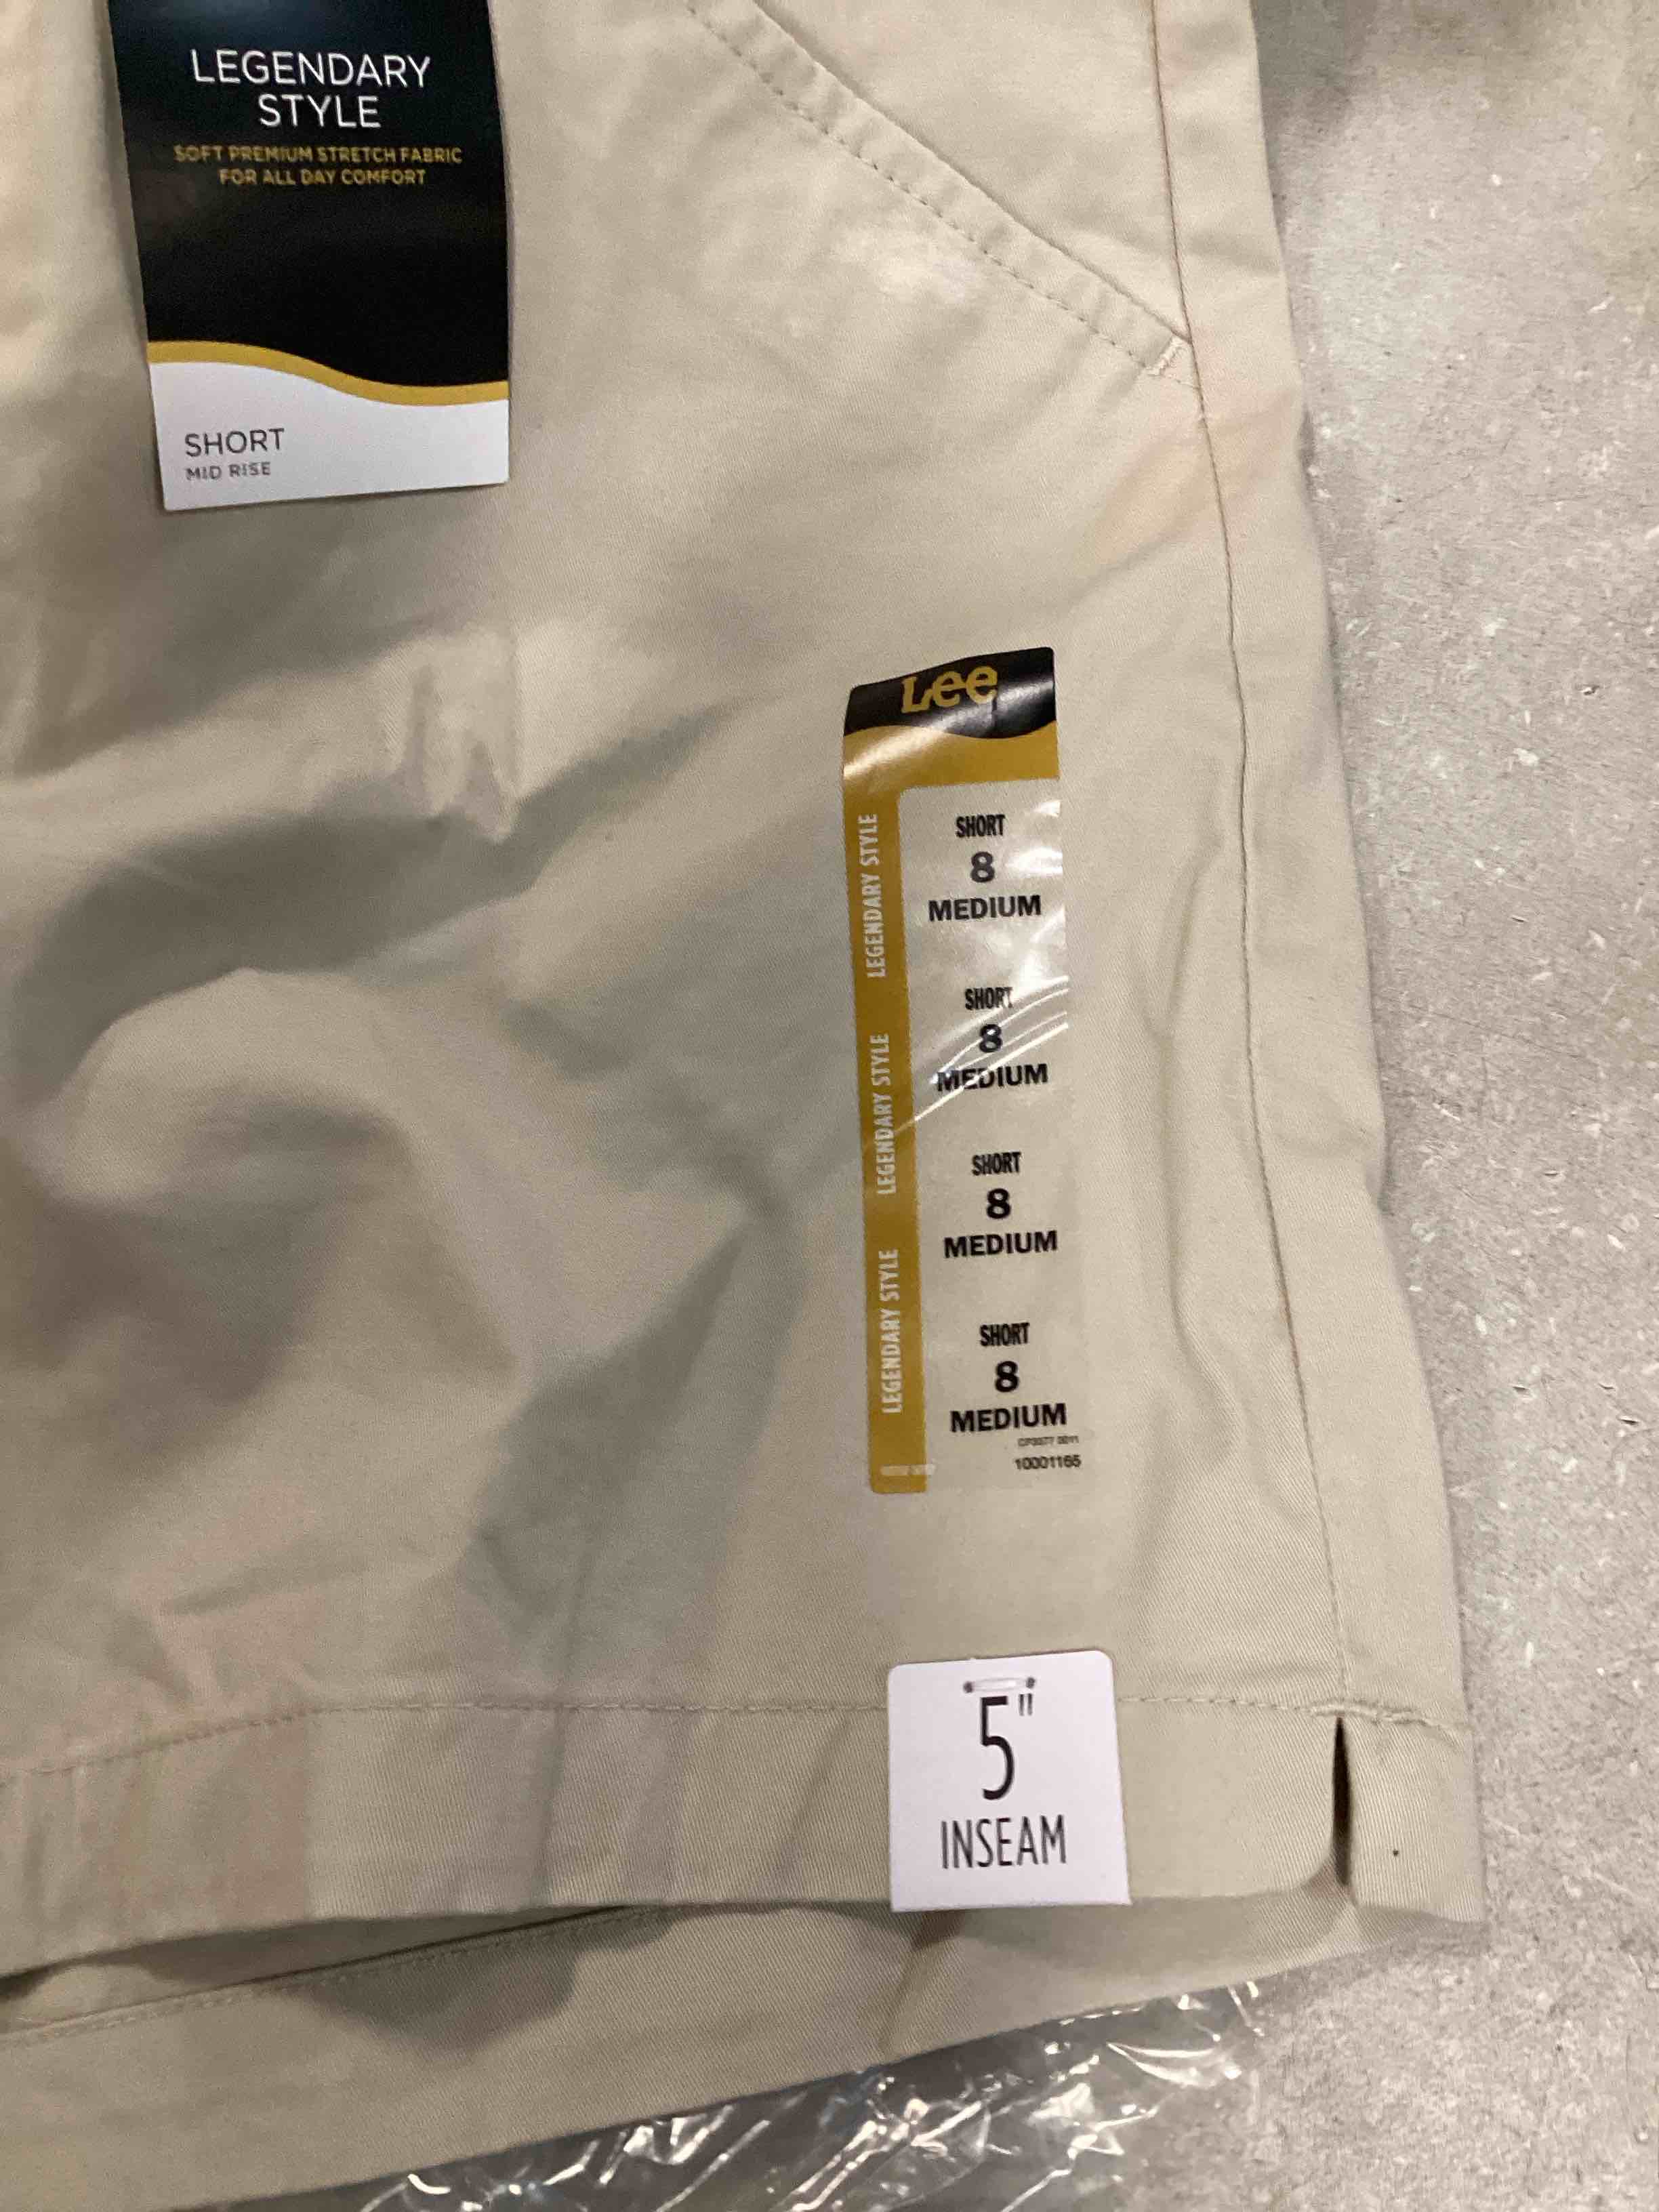 LEGENDARY
STYLE
SOFT PREMIUM STRETCH FABRIC
FOR ALL DAY COMFORT
SHORT
MID RISE
Lee
LEGENDARY STYLE
LEGENDARY STYLE
LEGENDARY STYLE
SHORT
8
MEDIUM
SHORT
8
MEDIUM
SHORT
8
MEDIUM
SHORT
8
MEDIUM
10001165
5"
INSEAM